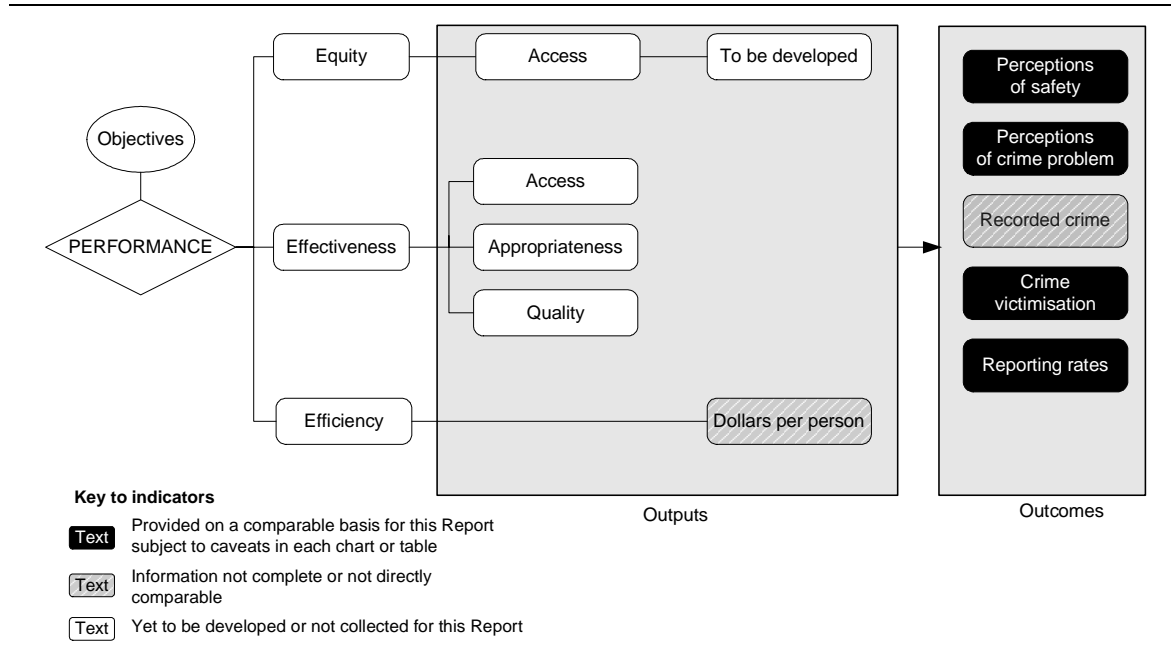 Equity
Access
To be developed
Perceptions
of safety
Objectives
Perceptions
of crime problem
Access
Recorded crime
PERFORMANCE
Effectiveness
Appropriateness
Crime
victimisation
Quality
Reporting rates
Efficiency
Dollars per person
Outputs
Outcomes
Key to indicators
Text
Provided on a comparable basis for this Report
subject to caveats in each chart or table
Text
Information not complete or not directly
comparable
Text
Yet to be developed or not collected for this Report